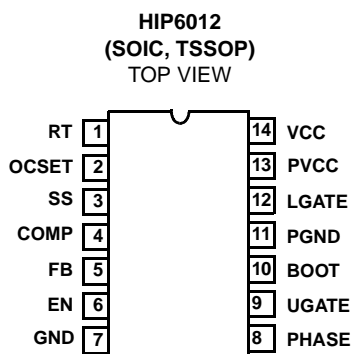 HIP6012
(SOIC, TSSOP)
TOP VIEW
RT 1 14 VCC
OCSET 2 13 PVCC
SS 3 12 LGATE
COMP 4 11 PGND
FB 5 10 BOOT
EN 6 9 UGATE
GND 7 8 PHASE